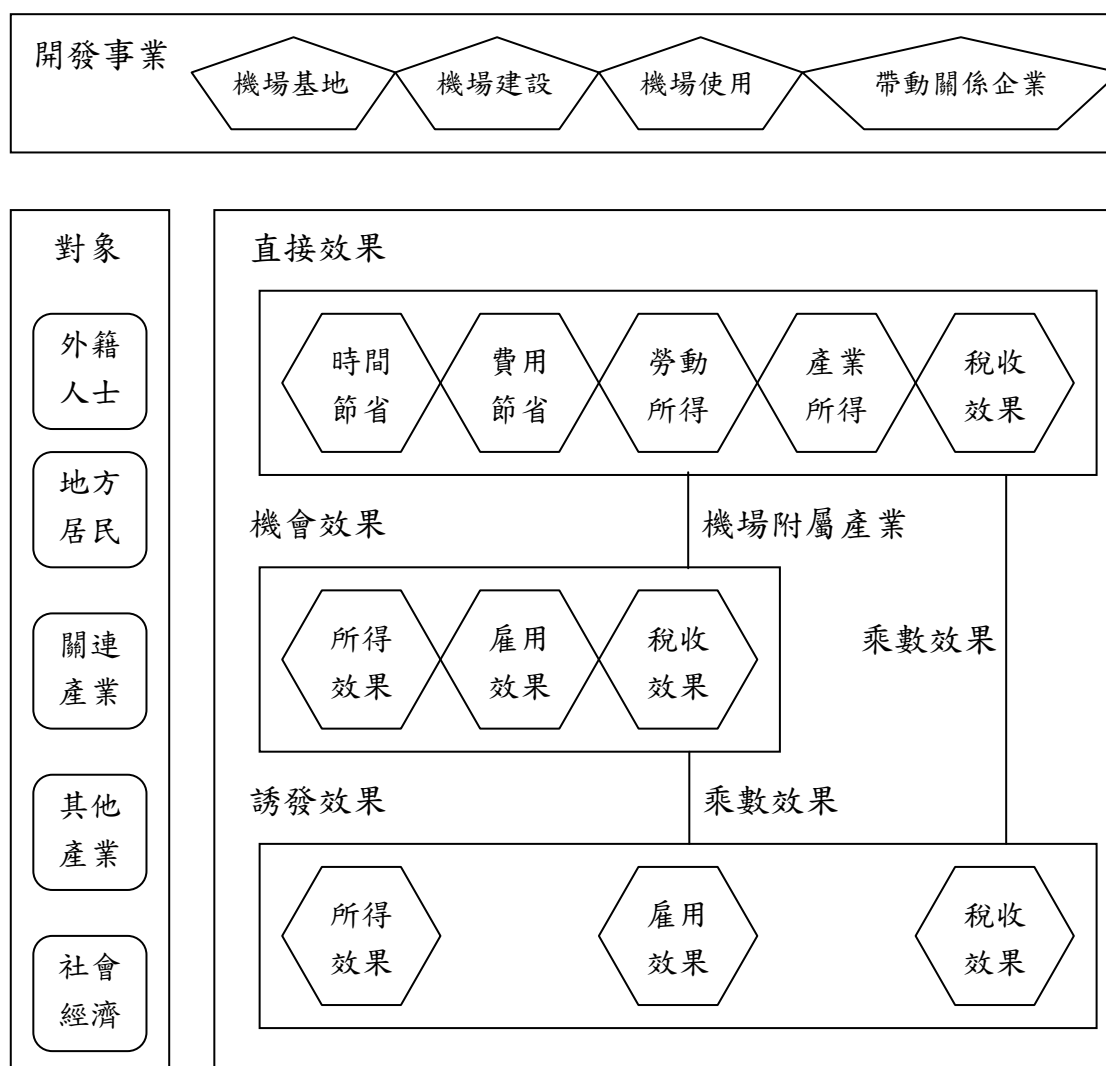 開發事業
機場基地
機場建設
機場使用
帶動關係企業
對象
外籍
人士
地方
居民
關連
產業
其他
產業
社會
經濟
直接效果
時間
節省
費用
節省
勞動
所得
產業
所得
稅收
效果
機會效果
機場附屬產業
所得
效果
雇用
效果
稅收
效果
乘數效果
誘發效果
乘數效果
所得
效果
雇用
效果
稅收
效果